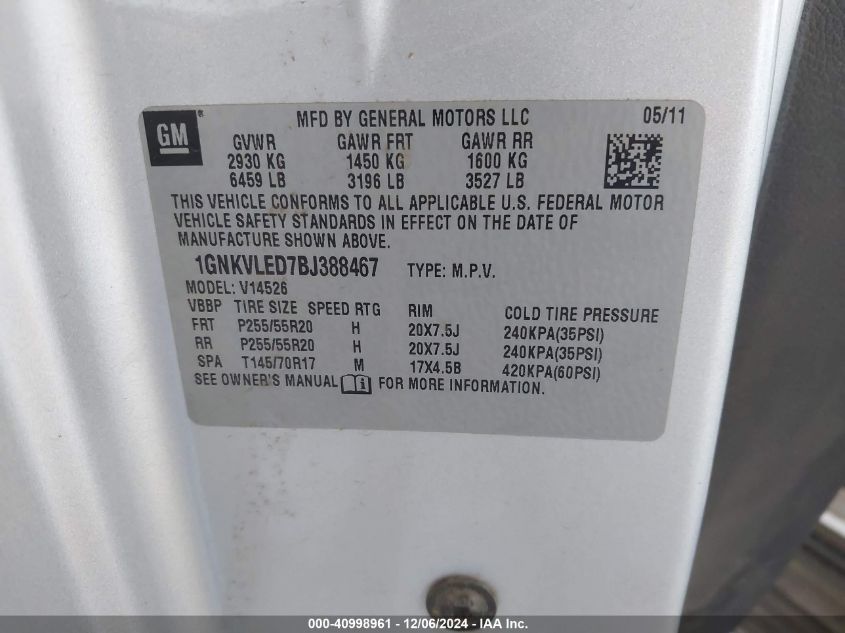 GM ®
MFD BY GENERAL MOTORS LLC 05/11
GVWR GAWR FRT GAWR RR
2930 KG 1450 KG 1600 KG
6459 LB 3196 LB 3527 LB
THIS VEHICLE CONFORMS TO ALL APPLICABLE U.S. FEDERAL MOTOR
VEHICLE SAFETY STANDARDS IN EFFECT ON THE DATE OF
MANUFACTURE SHOWN ABOVE.
1GNKVLED7BJ388467 TYPE: M.P.V.
MODEL: V14526
VBBP TIRE SIZE SPEED RTG RIM COLD TIRE PRESSURE
FRT P255/55R20 H 20X7.5J 240KPA(35PSI)
RR P255/55R20 H 20X7.5J 240KPA(35PSI)
SPA T145/70R17 M 17X4.5B 420KPA(60PSI)
SEE OWNER'S MANUAL FOR MORE INFORMATION.
000-40998961 - 12/06/2024 - IAA Inc.